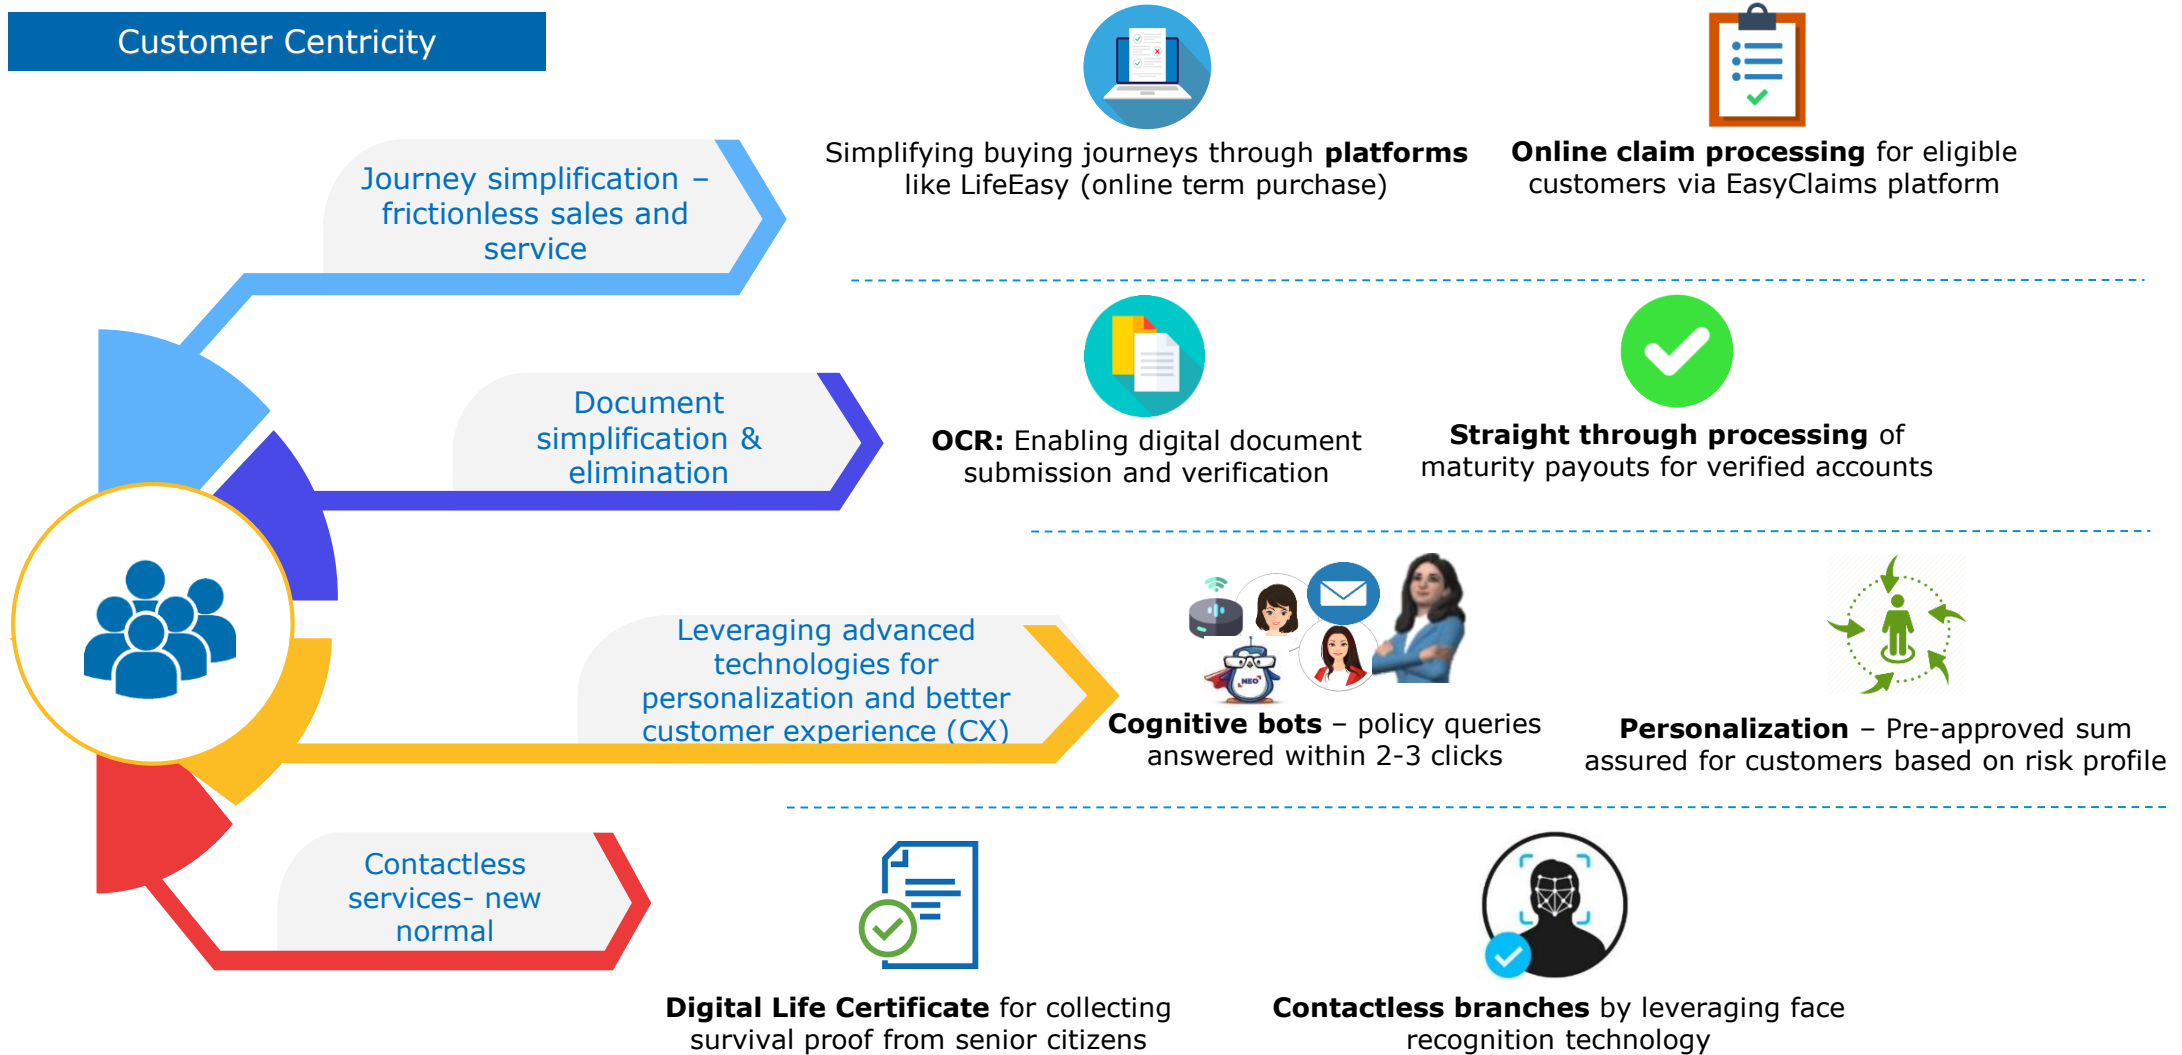 Customer Centricity
Journey simplification –
frictionless sales and
service
Simplifying buying journeys through platforms
like LifeEasy (online term purchase)
Online claim processing for eligible
customers via EasyClaims platform
Document
simplification &
elimination
OCR: Enabling digital document
submission and verification
Straight through processing of
maturity payouts for verified accounts
Leveraging advanced
technologies for
personalization and better
customer experience (CX)
NEO
Cognitive bots – policy queries
answered within 2-3 clicks
Personalization – Pre-approved sum
assured for customers based on risk profile
Contactless
services- new
normal
Digital Life Certificate for collecting
survival proof from senior citizens
Contactless branches by leveraging face
recognition technology